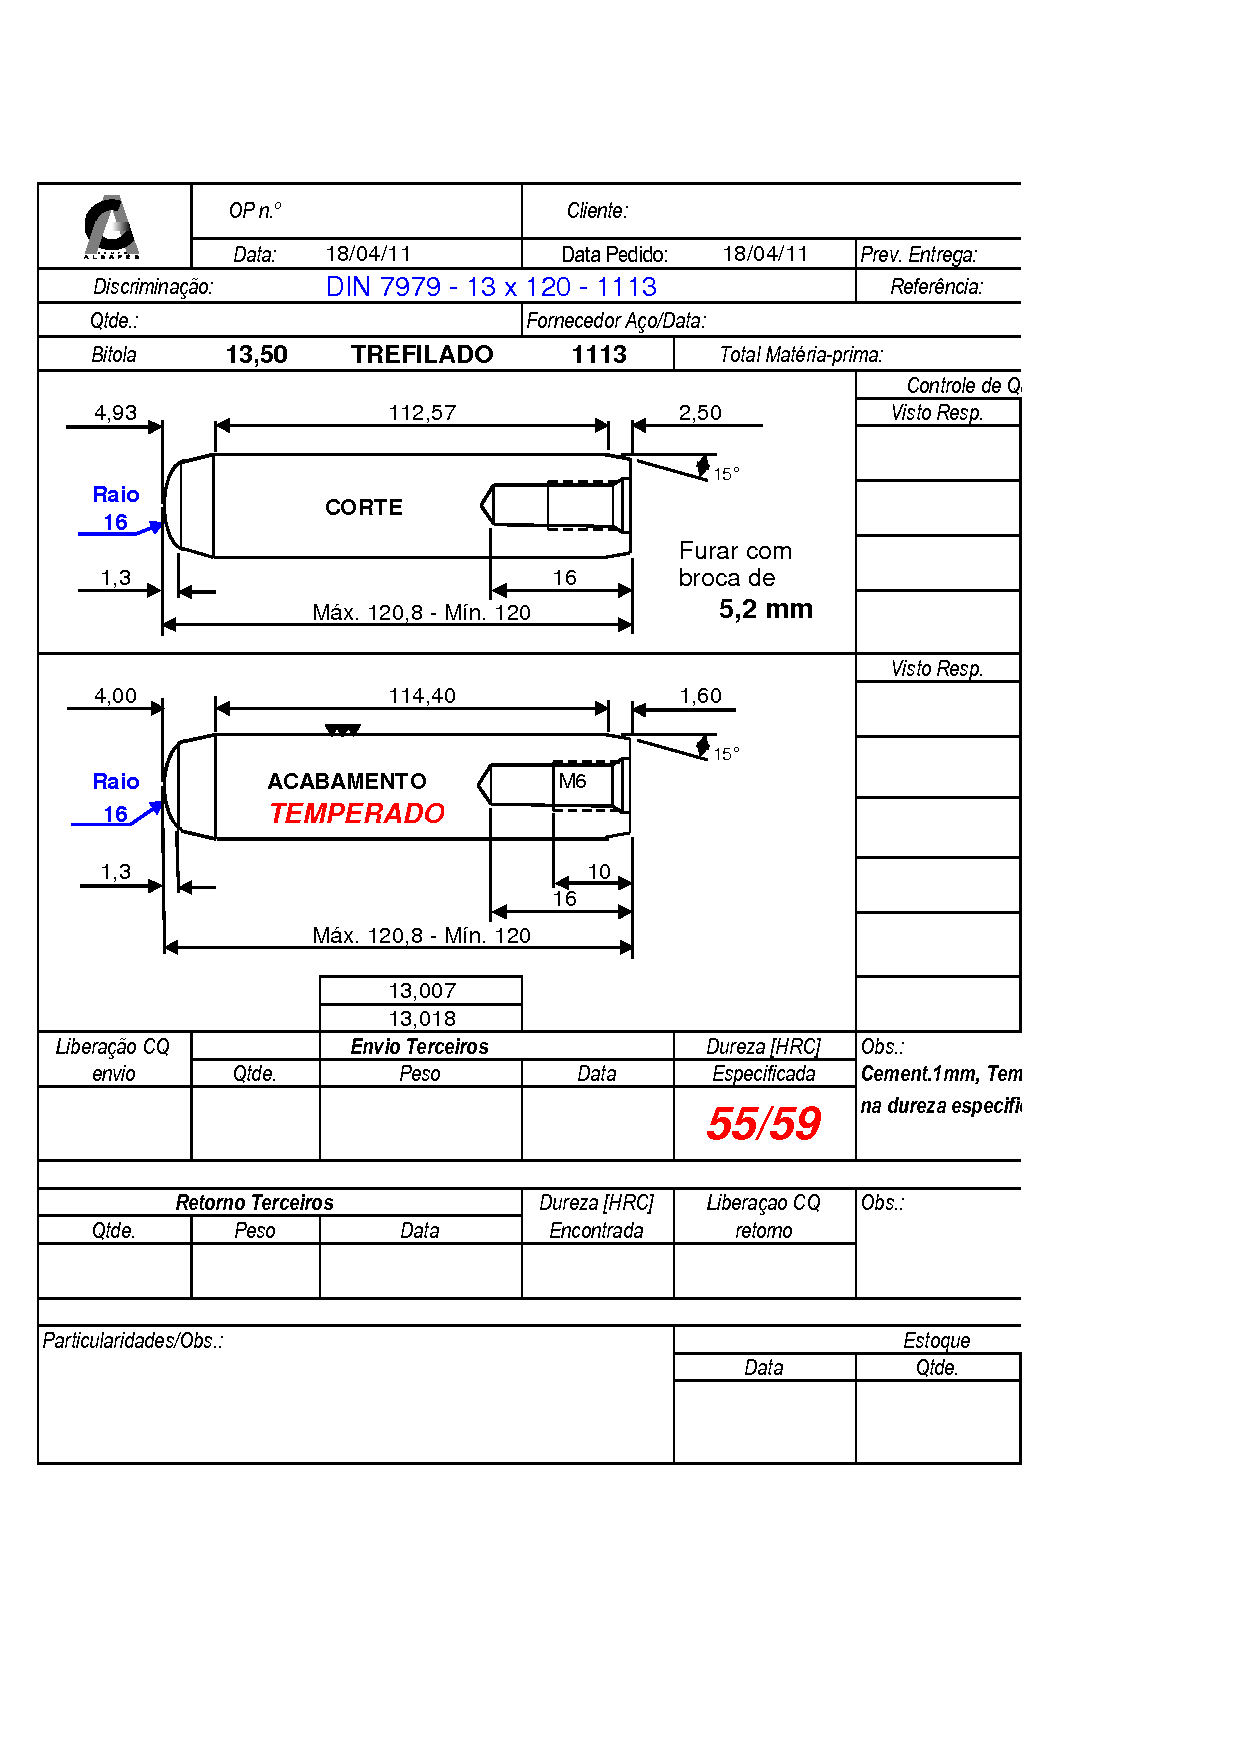 ALBAPES
OP n.º Cliente:
Data: 18/04/11 Data Pedido: 18/04/11 Prev. Entrega:
Discriminação: DIN 7979 - 13 x 120 - 1113 Referência:
Qtde.: Fornecedor Aço/Data:
Bitola 13,50 TREFILADO 1113 Total Matéria-prima:
Controle de Q
4,93 112,57 2,50 Visto Resp.
15°
Raio
16
CORTE
Furar com
broca de
5,2 mm
1,3 16
Máx. 120,8 - Mín. 120
Visto Resp.
4,00 114,40 1,60
15°
Raio
16
ACABAMENTO M6
TEMPERADO
1,3 10
16
Máx. 120,8 - Mín. 120
13,007
13,018
Liberação CQ Envio Terceiros Dureza [HRC] Obs.:
envio Qtde. Peso Data Especificada Cement.1mm, Tem
55/59 na dureza especifi
Retorno Terceiros Dureza [HRC] Liberaçao CQ Obs.:
Qtde. Peso Data Encontrada retorno
Particularidades/Obs.: Estoque
Data Qtde.